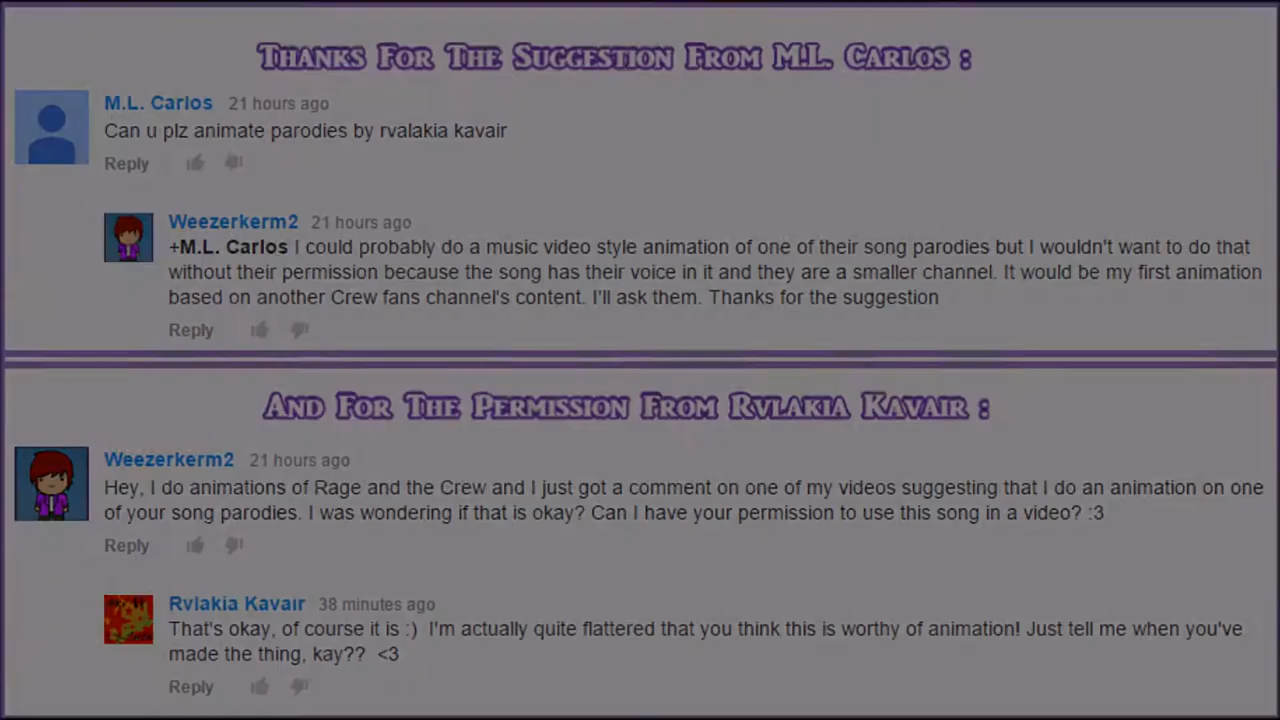 Thanks For The Suggestion From M.L. Carlos :
M.L. Carlos 21 hours ago
Can u plz animate parodies by rvalakia kavair
Reply
Weezerkerm2 21 hours ago
+M.L. Carlos I could probably do a music video style animation of one of their song parodies but I wouldn't want to do that
without their permission because the song has their voice in it and they are a smaller channel. It would be my first animation
based on another Crew fans channel's content. I'll ask them. Thanks for the suggestion
Reply
And For The Permission From Rvlakia Kavair :
Weezerkerm2 21 hours ago
Hey, I do animations of Rage and the Crew and I just got a comment on one of my videos suggesting that I do an animation on one
of your song parodies. I was wondering if that is okay? Can I have your permission to use this song in a video? :3
Reply
Rvlakia Kavair 38 minutes ago
That's okay, of course it is :) I'm actually quite flattered that you think this is worthy of animation! Just tell me when you've
made the thing, kay?? <3
Reply